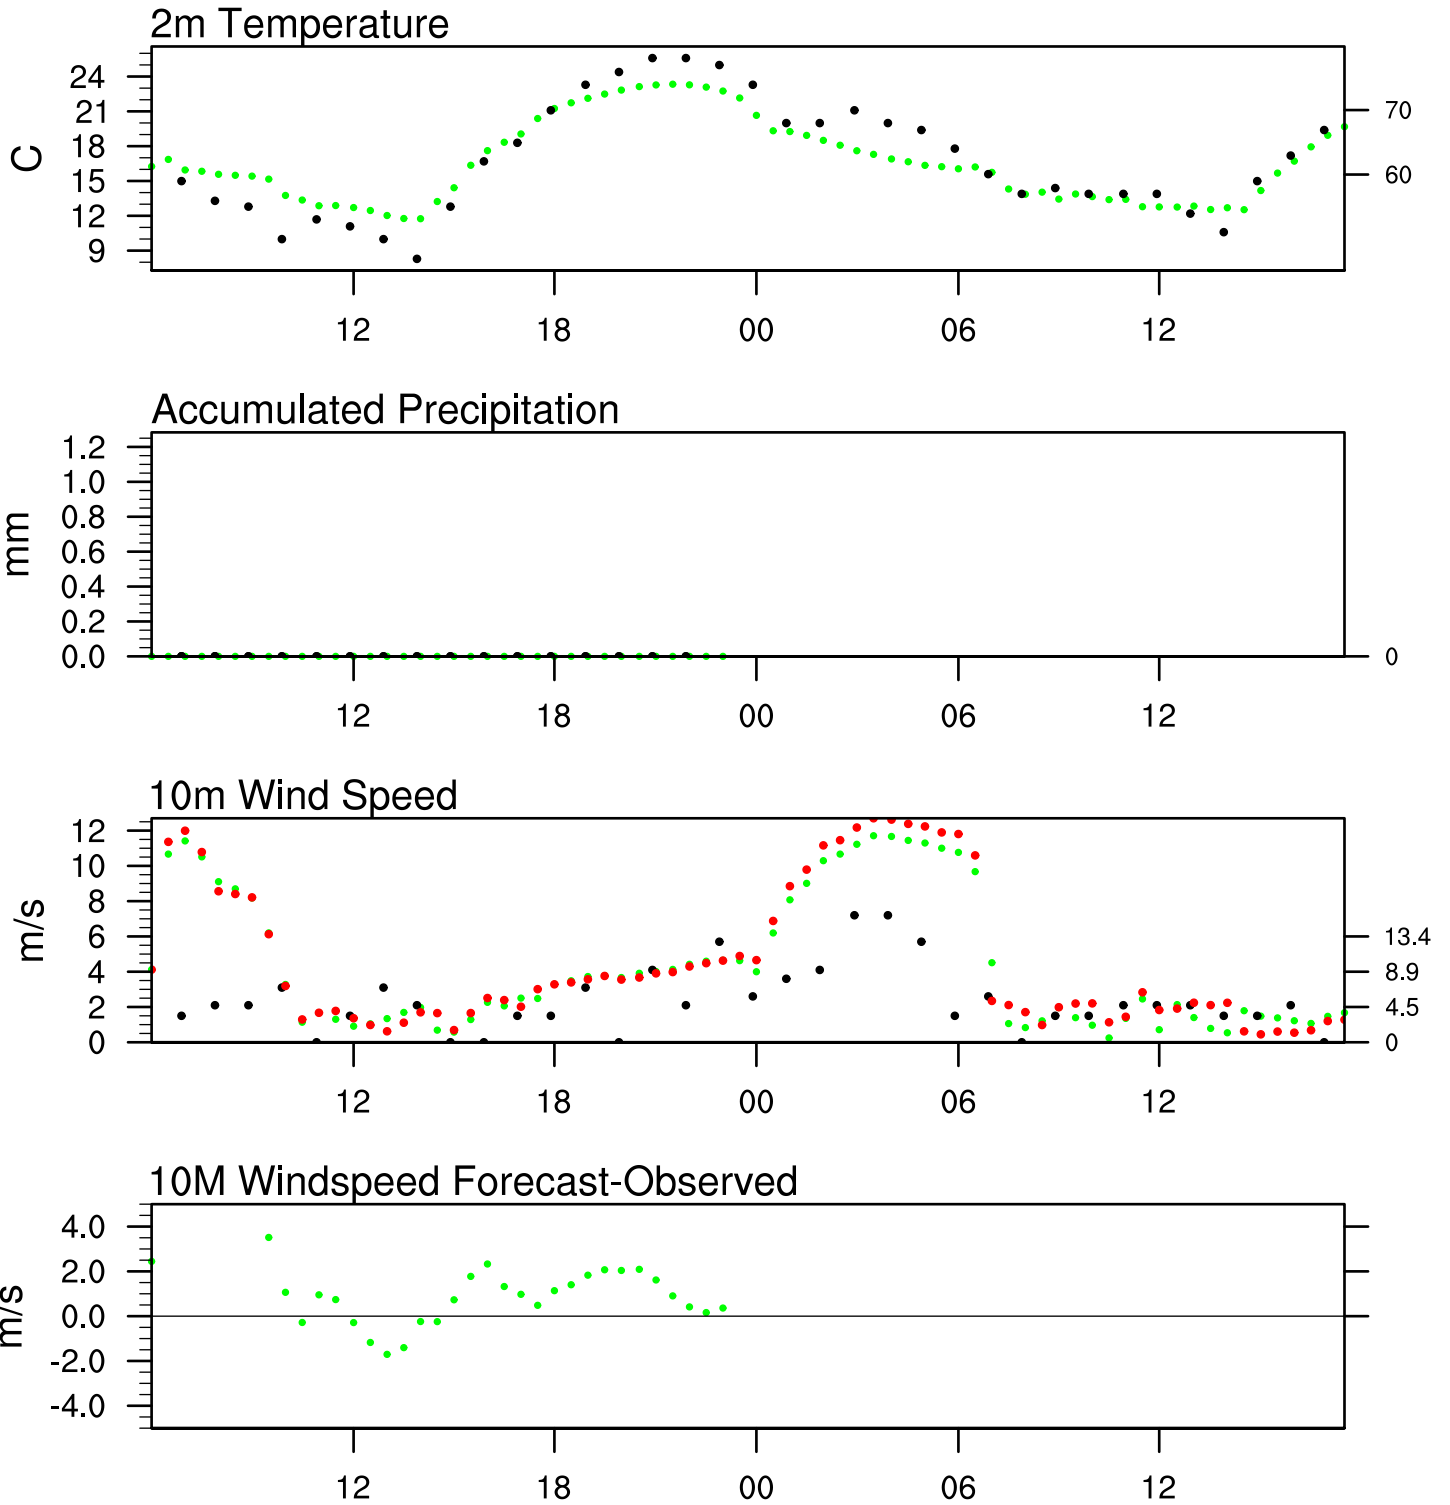 2m Temperature
24
21
18
15
12
9
C
70
60
12 18 00 06 12
Accumulated Precipitation
1.2
1.0
0.8
0.6
0.4
0.2
0.0
mm
0
12 18 00 06 12
10m Wind Speed
12
10
8
6
4
2
0
m/s
13.4
8.9
4.5
0
12 18 00 06 12
10M Windspeed Forecast-Observed
4.0
2.0
0.0
-2.0
-4.0
m/s
12 18 00 06 12